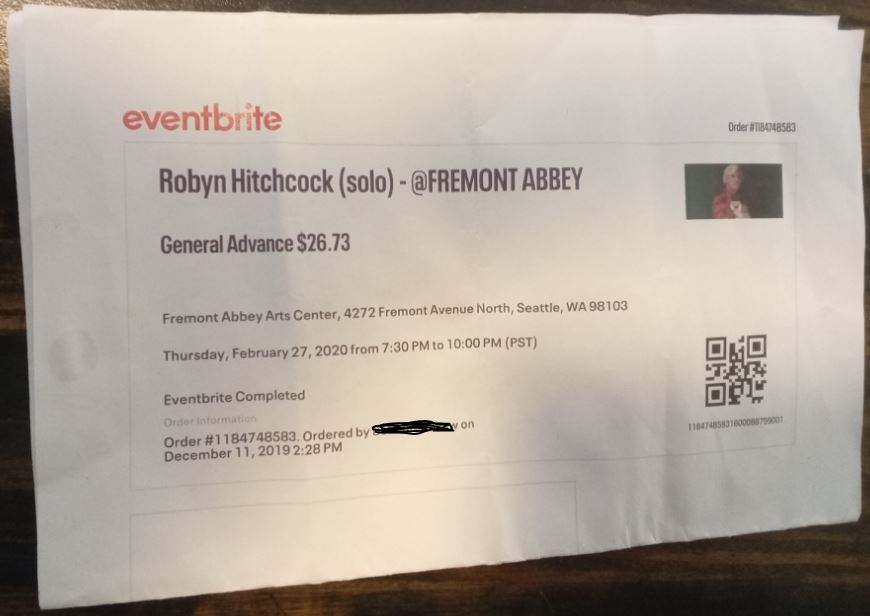 eventbrite
Order #1184748583
Robyn Hitchcock (solo) - @FREMONT ABBEY
General Advance $26.73
Fremont Abbey Arts Center, 4272 Fremont Avenue North, Seattle, WA 98103
Thursday, February 27, 2020 from 7:30 PM to 10:00 PM (PST)
Eventbrite Completed
Order Information
Order #1184748583. Ordered by on
December 11, 2019 2:28 PM